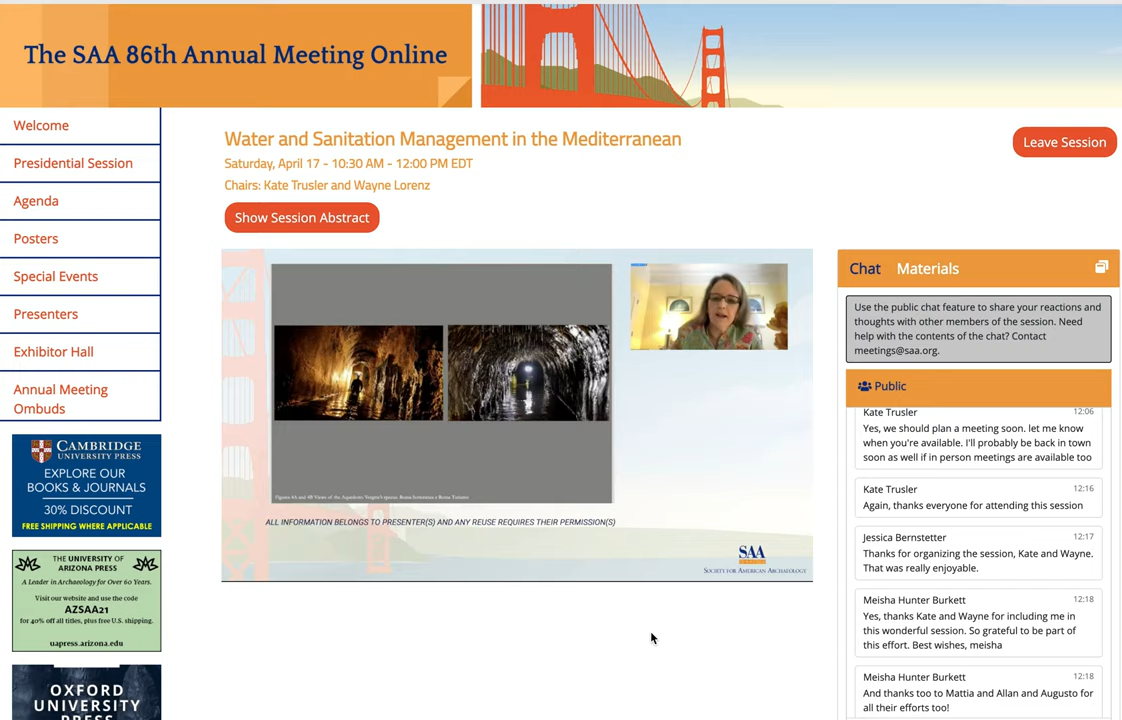 The SAA 86th Annual Meeting Online
Welcome
Presidential Session
Agenda
Posters
Special Events
Presenters
Exhibitor Hall
Annual Meeting
Ombuds
CAMBRIDGE
UNIVERSITY PRESS
EXPLORE OUR
BOOKS & JOURNALS
30% DISCOUNT
FREE SHIPPING WHERE APPLICABLE
THE UNIVERSITY OF
ARIZONA PRESS
A Leader in Archaeology for Over 60 Years.
Visit our website and use the code
AZSAA21
for 40% off all titles, plus free U.S. shipping.
uapress.arizona.edu
OXFORD
UNIVERSITY
PRESS
Water and Sanitation Management in the Mediterranean
Saturday, April 17 - 10:30 AM - 12:00 PM EDT
Chairs: Kate Trusler and Wayne Lorenz
Show Session Abstract
Leave Session
ALL INFORMATION BELONGS TO PRESENTER(S) AND ANY REUSE REQUIRES THEIR PERMISSION(S)
SAA
SOCIETY FOR AMERICAN ARCHAEOLOGY
Chat Materials
Use the public chat feature to share your reactions and
thoughts with other members of the session. Need
help with the contents of the chat? Contact
meetings@saa.org.
Public
Kate Trusler 12:06
Yes, we should plan a meeting soon. let me know
when you're available. I'll probably be back in town
soon as well if in person meetings are available too
Kate Trusler 12:16
Again, thanks everyone for attending this session
Jessica Bernstetter 12:17
Thanks for organizing the session, Kate and Wayne.
That was really enjoyable.
Meisha Hunter Burkett 12:18
Yes, thanks Kate and Wayne for including me in
this wonderful session. So grateful to be part of
this effort. Best wishes, meisha
Meisha Hunter Burkett 12:18
And thanks too to Mattia and Allan and Augusto for
all their efforts too!